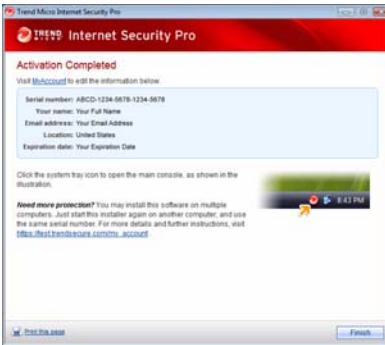 Trend Micro Internet Security Pro
TREND MICRO Internet Security Pro
Activation Completed
Visit MyAccount to edit the information below.
Serial number: ABCD-1234-5678-1234-5678
Your name: Your Full Name
Email address: Your Email Address
Location: United States
Expiration date: Your Expiration Date
Click the system tray icon to open the main console, as shown in the
illustration.
8:43 PM
Need more protection? You may install this software on multiple
computers. Just start this installer again on another computer, and use
the same serial number. For more details and further instructions, visit
https://test.trendsecure.com/my_account
Print this page
Finish